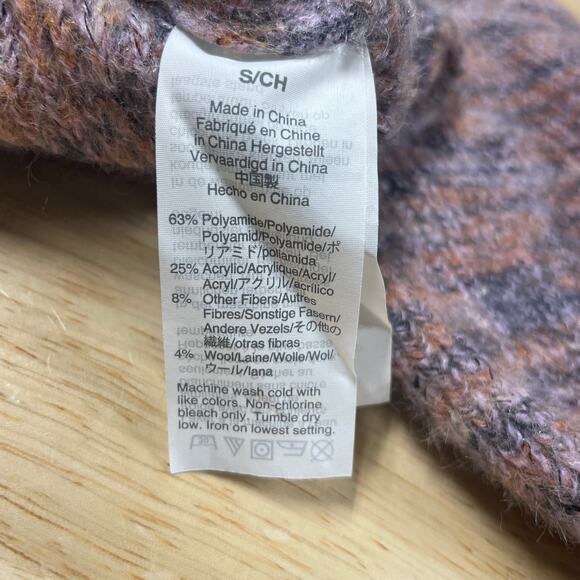 S/CH
Made in China
Fabriqué en Chine
in China Hergestellt
Vervaardigd in China
中国製
Hecho en China
63% Polyamide/Polyamide/
Polyamid/Polyamide/ポ
リアミド/poliamida
25% Acrylic/Acrylique/Acryl/
Acryl/アクリル/acrílico
8% Other Fibers/Autres
Fibres/Sonstige Fasern/
Andere Vezels/その他の
繊維/otras fibras
4% Wool/Laine/Wolle/Wol/
ウール/lana
Machine wash cold with
like colors. Non-chlorine
bleach only. Tumble dry
low. Iron on lowest setting.